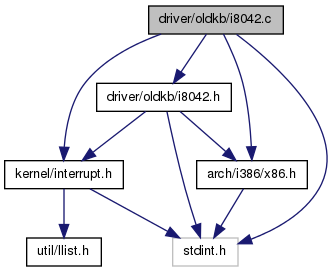 driver/oldkb/i8042.c
driver/oldkb/i8042.h
kernel/interrupt.h
arch/i386/x86.h
util/llist.h
stdint.h